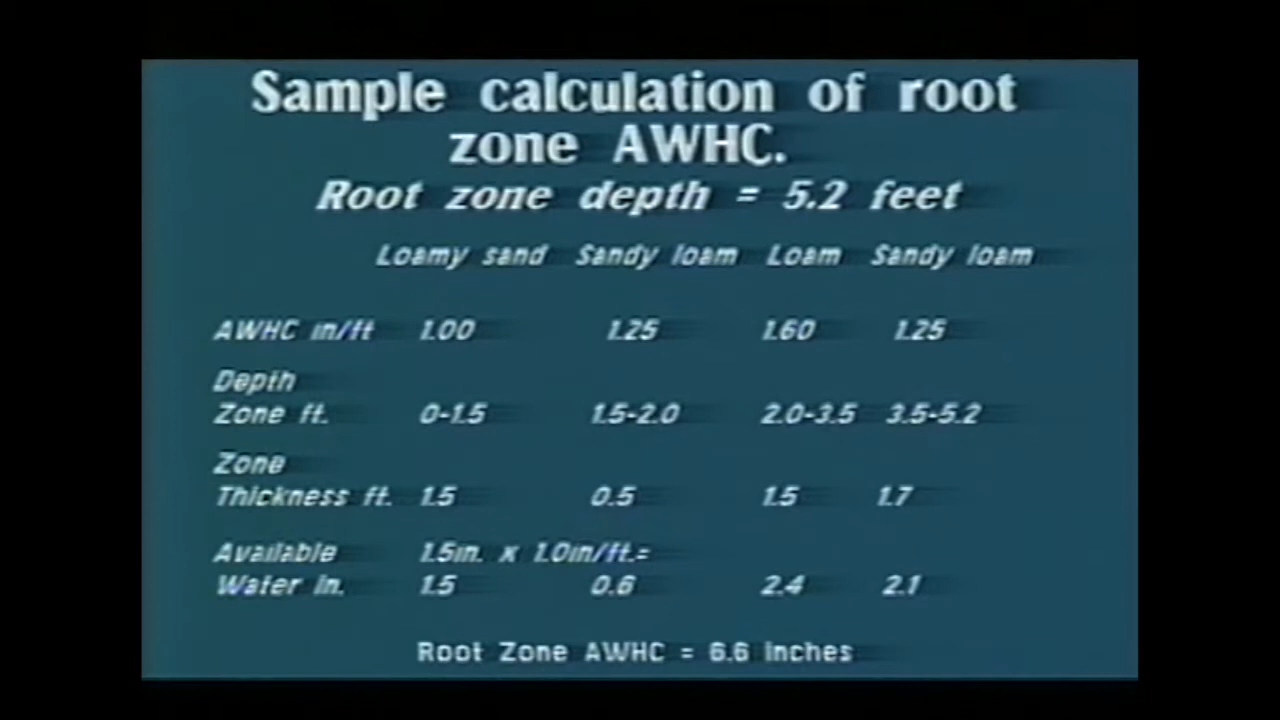 Sample calculation of root
zone AWHC.
Root zone depth = 5.2 feet
Loamy sand Sandy loam Loam Sandy loam
AWHC in/ft 1.00 1.25 1.60 1.25
Depth
Zone ft. 0-1.5 1.5-2.0 2.0-3.5 3.5-5.2
Zone
Thickness ft. 1.5 0.5 1.5 1.7
Available 1.5in. x 1.0in/ft.=
Water in. 1.5 0.6 2.4 2.1
Root Zone AWHC = 6.6 inches